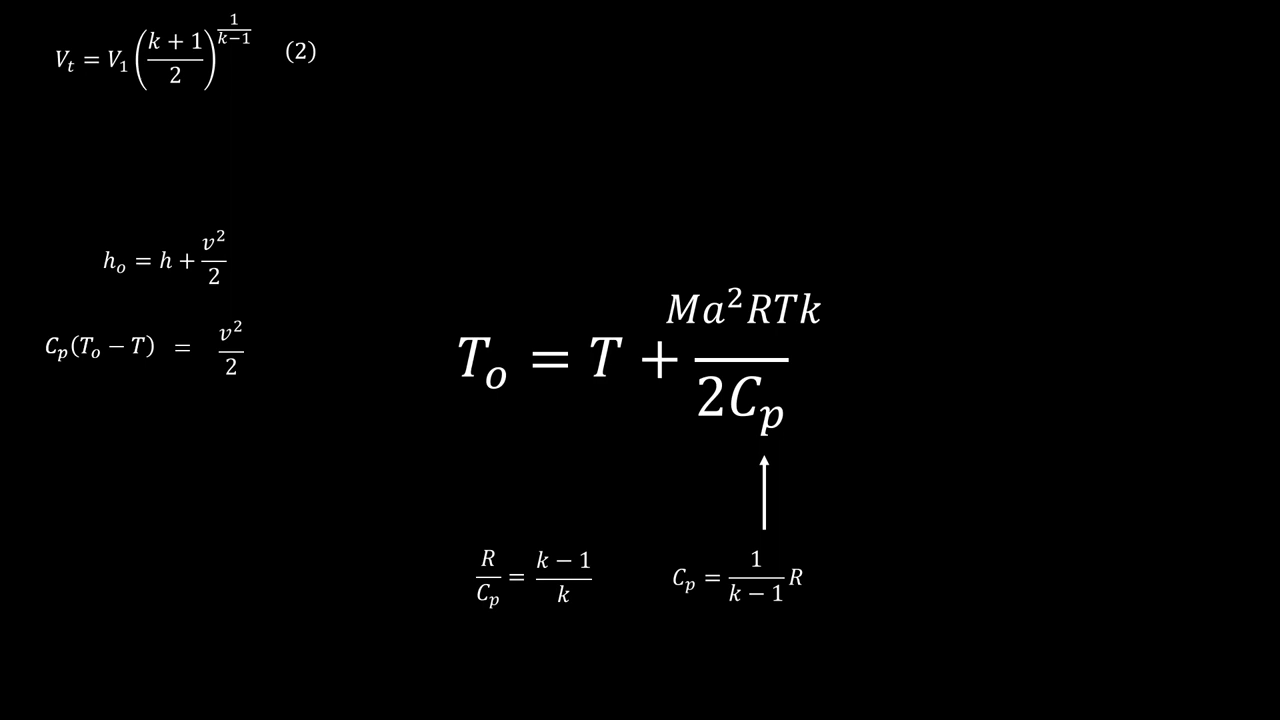 V_t = V_1 ((k + 1)/2)^(1/(k−1)) (2)
h_o = h + v²/2
C_p(T_o − T) = v²/2
T_o = T + Ma²RTk/2C_p
R/C_p = (k − 1)/k
C_p = 1/(k − 1) R